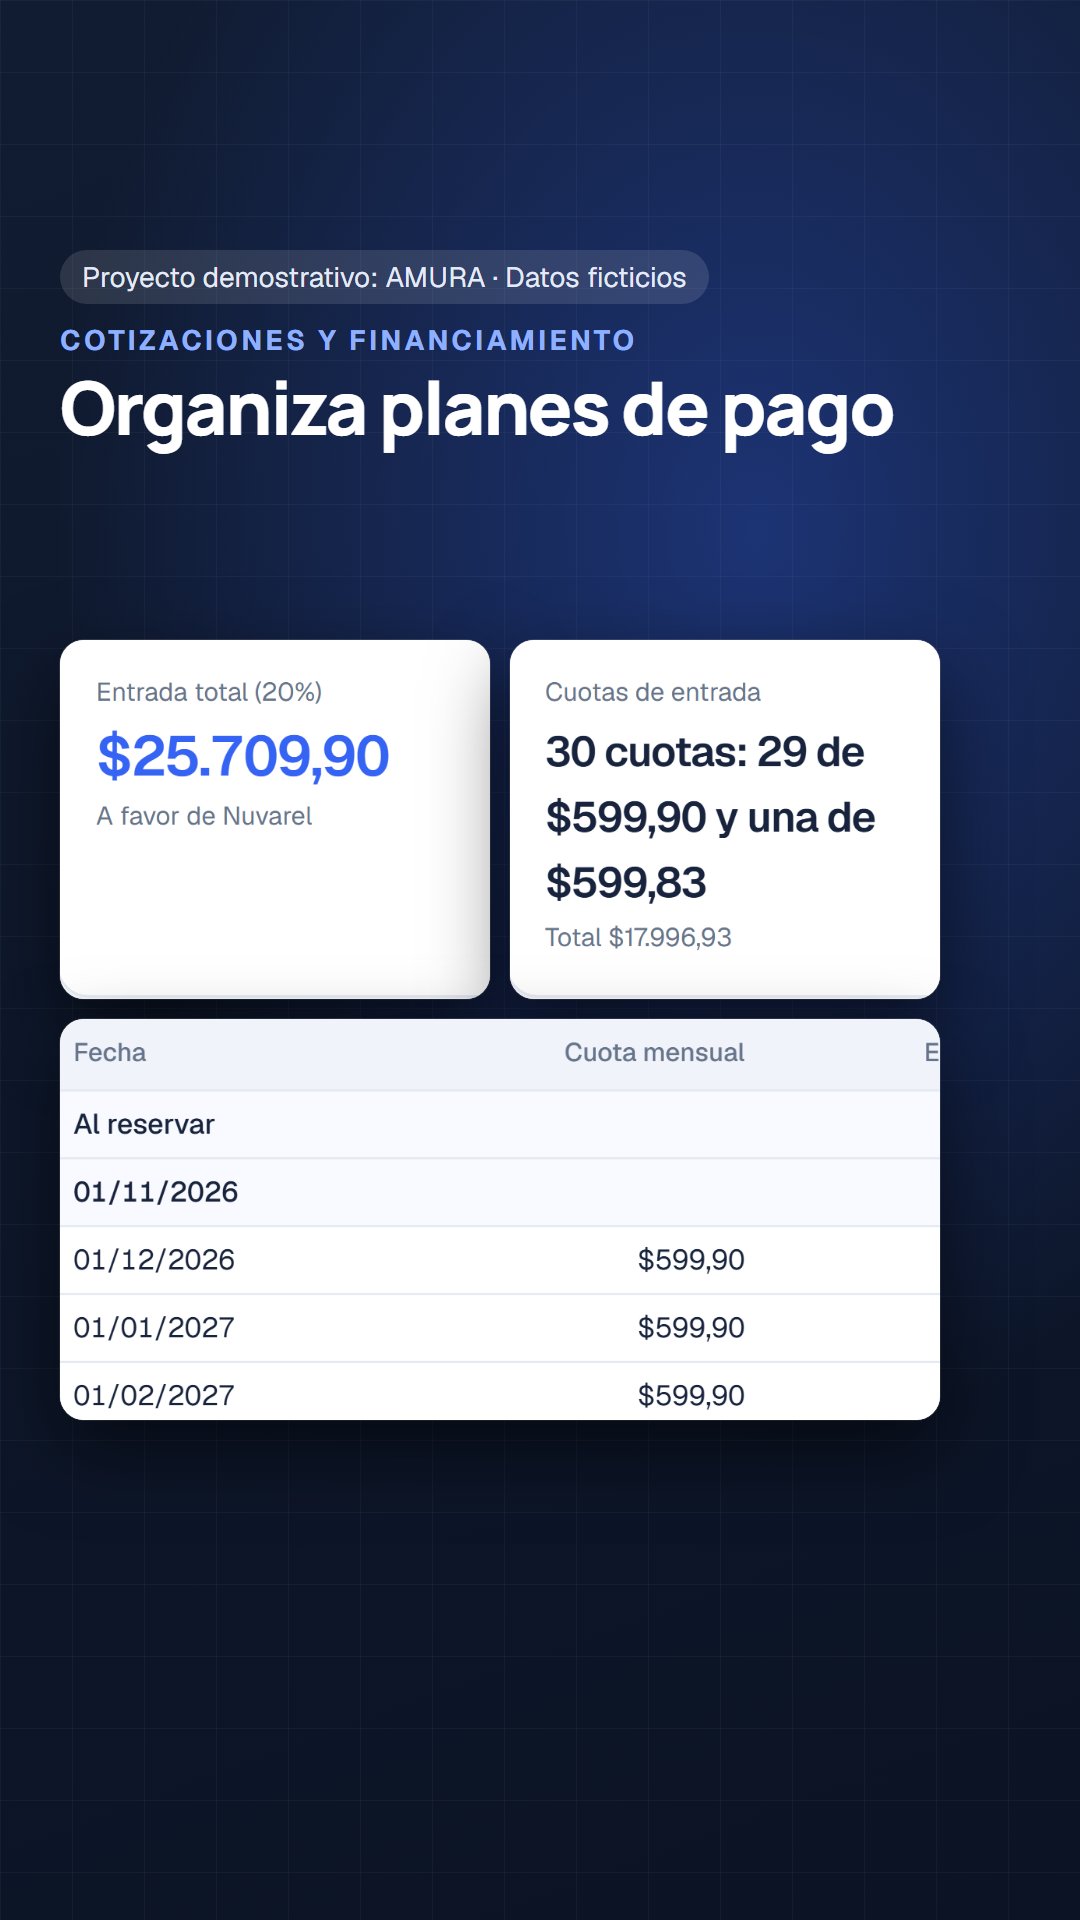 Proyecto demostrativo: AMURA · Datos ficticios
COTIZACIONES Y FINANCIAMIENTO
Organiza planes de pago
Entrada total (20%)
$25.709,90
A favor de Nuvarel
Cuotas de entrada
30 cuotas: 29 de
$599,90 y una de
$599,83
Total $17.996,93
Fecha Cuota mensual E
Al reservar
01/11/2026
01/12/2026 $599,90
01/01/2027 $599,90
01/02/2027 $599,90